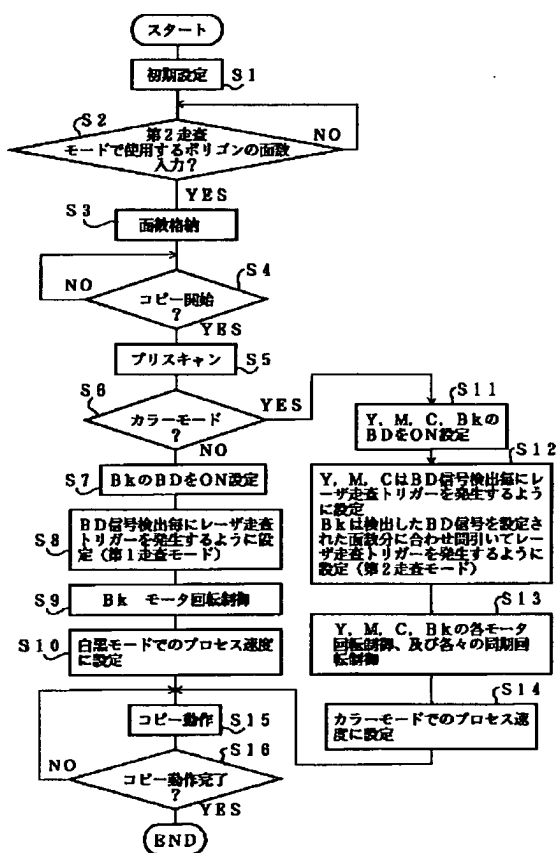 スタート
初期設定
S1
S2
第2走査
モードで使用するポリゴンの面数
入力?
NO
YES
S3
面数格納
S4
NO
コピー開始
?
YES
プリスキャン
S5
S6
カラーモード
?
YES
NO
S7
BkのBDをON設定
S8
BD信号検出毎にレーザ走査
トリガーを発生するように設
定(第1走査モード)
S9
Bk モータ回転制御
S10
白黒モードでのプロセス速度
に設定
S11
Y, M, C, Bkの
BDをON設定
S12
Y, M, CはBD信号検出毎にレ
ーザ走査トリガーを発生するよう
に設定
Bkは検出したBD信号を設定さ
れた面数分に合わせ間引いてレー
ザ走査トリガーを発生するように
設定(第2走査モード)
S13
Y, M, C, Bkの各モータ
回転制御、及び各々の同期回
転制御
S14
カラーモードでのプロセス速
度に設定
コピー動作
S15
S16
NO
コピー動作完了
?
YES
END